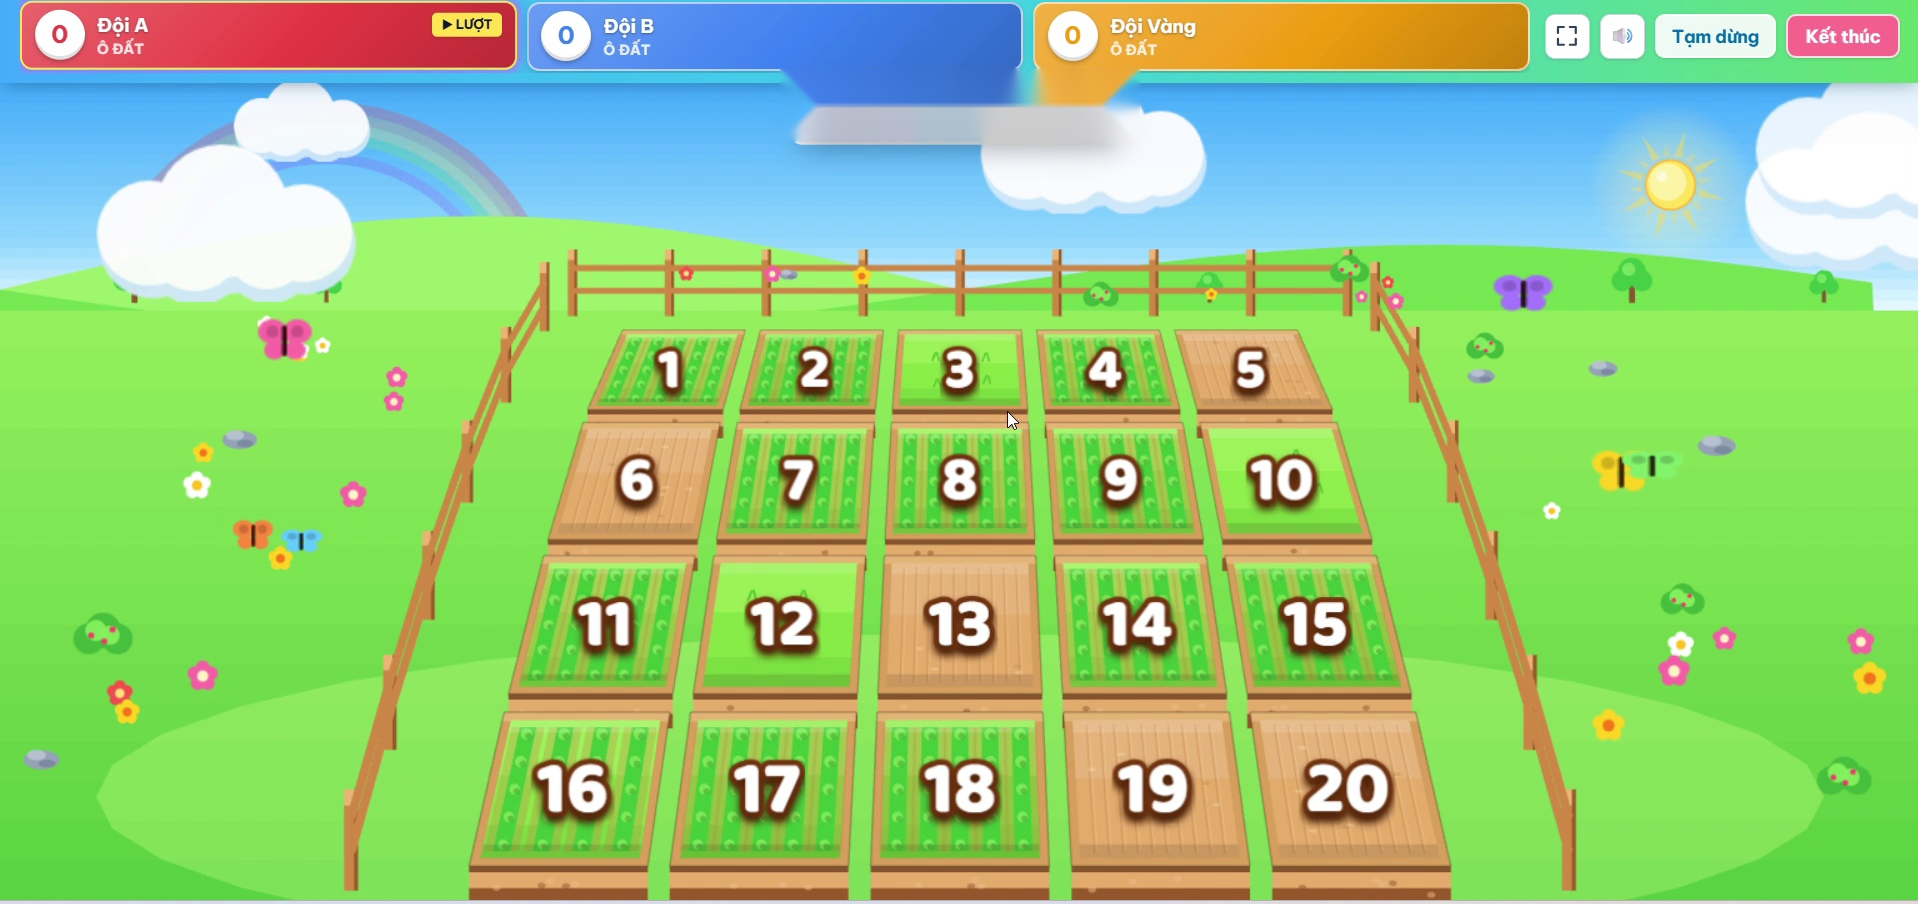 0
Đội A
Ô ĐẤT
▶ LƯỢT
0
Đội B
Ô ĐẤT
0
Đội Vàng
Ô ĐẤT
Tạm dừng
Kết thúc
1 2 3 4 5
6 7 8 9 10
11 12 13 14 15
16 17 18 19 20